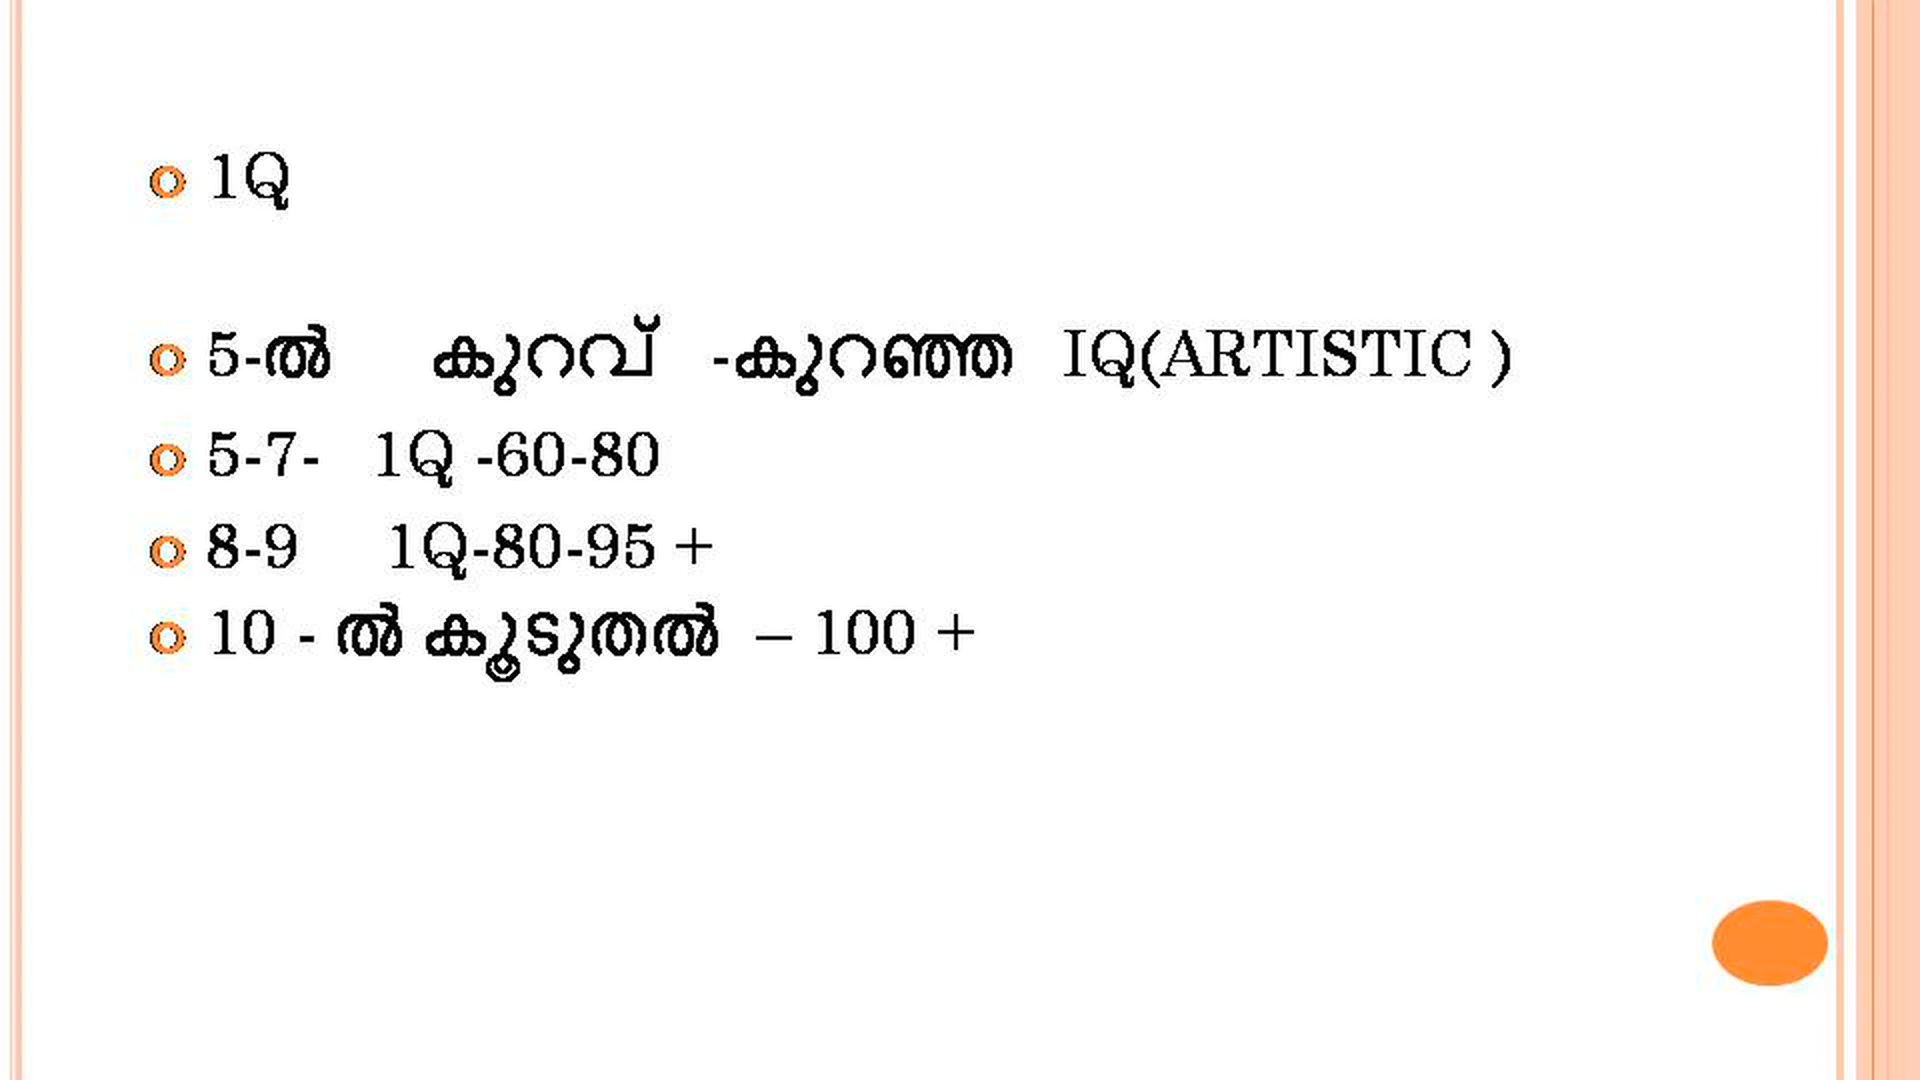 1Q
5-ൽ കുറവ് -കുറഞ്ഞ IQ(ARTISTIC )
5-7- 1Q -60-80
8-9 1Q-80-95 +
10 - ൽ കൂടുതൽ – 100 +